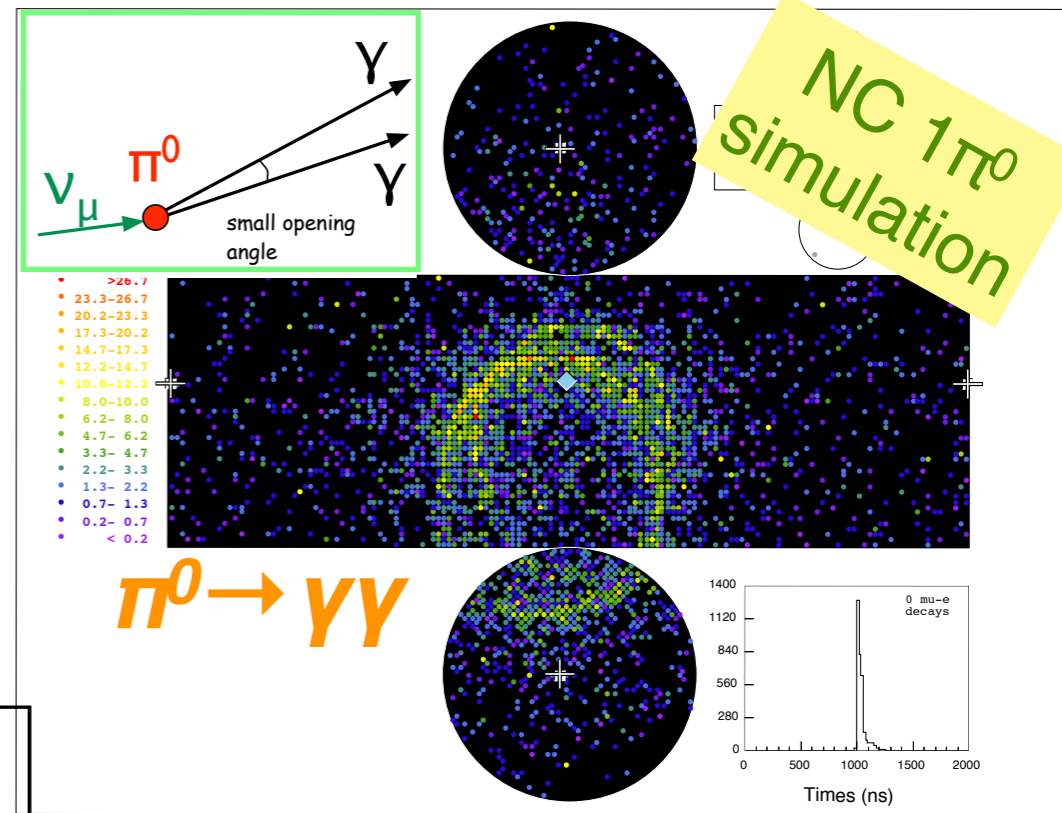 γ
γ
π⁰
ν_μ
small opening
angle
NC 1π⁰
simulation
>26.7
23.3-26.7
20.2-23.3
17.3-20.2
14.7-17.3
12.2-14.7
10.0-12.2
8.0-10.0
6.2- 8.0
4.7- 6.2
3.3- 4.7
2.2- 3.3
1.3- 2.2
0.7- 1.3
0.2- 0.7
< 0.2
π⁰→ γγ
0 mu-e
decays
1400
1120
840
560
280
0
0 500 1000 1500 2000
Times (ns)